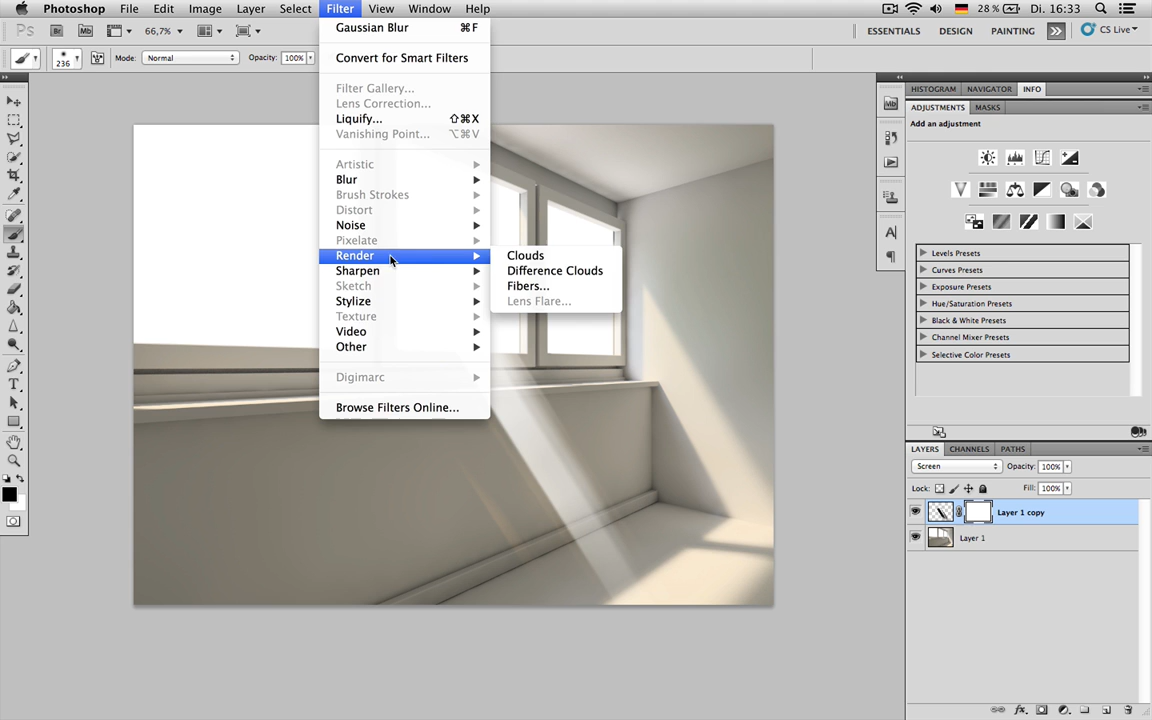 Photoshop File Edit Image Layer Select Filter View Window Help 28 % Di. 16:33
Ps Br Mb 66,7% ESSENTIALS DESIGN PAINTING CS Live
236 Mode: Normal Opacity: 100%
Gaussian Blur ⌘F
Convert for Smart Filters
Filter Gallery...
Lens Correction...
Liquify... ⇧⌘X
Vanishing Point... ⌥⌘V
Artistic
Blur
Brush Strokes
Distort
Noise
Pixelate
Render
Sharpen
Sketch
Stylize
Texture
Video
Other
Digimarc
Browse Filters Online...
Clouds
Difference Clouds
Fibers...
Lens Flare...
Mb
HISTOGRAM NAVIGATOR INFO
ADJUSTMENTS MASKS
Add an adjustment
Levels Presets
Curves Presets
Exposure Presets
Hue/Saturation Presets
Black & White Presets
Channel Mixer Presets
Selective Color Presets
LAYERS CHANNELS PATHS
Screen Opacity: 100%
Lock: Fill: 100%
Layer 1 copy
Layer 1